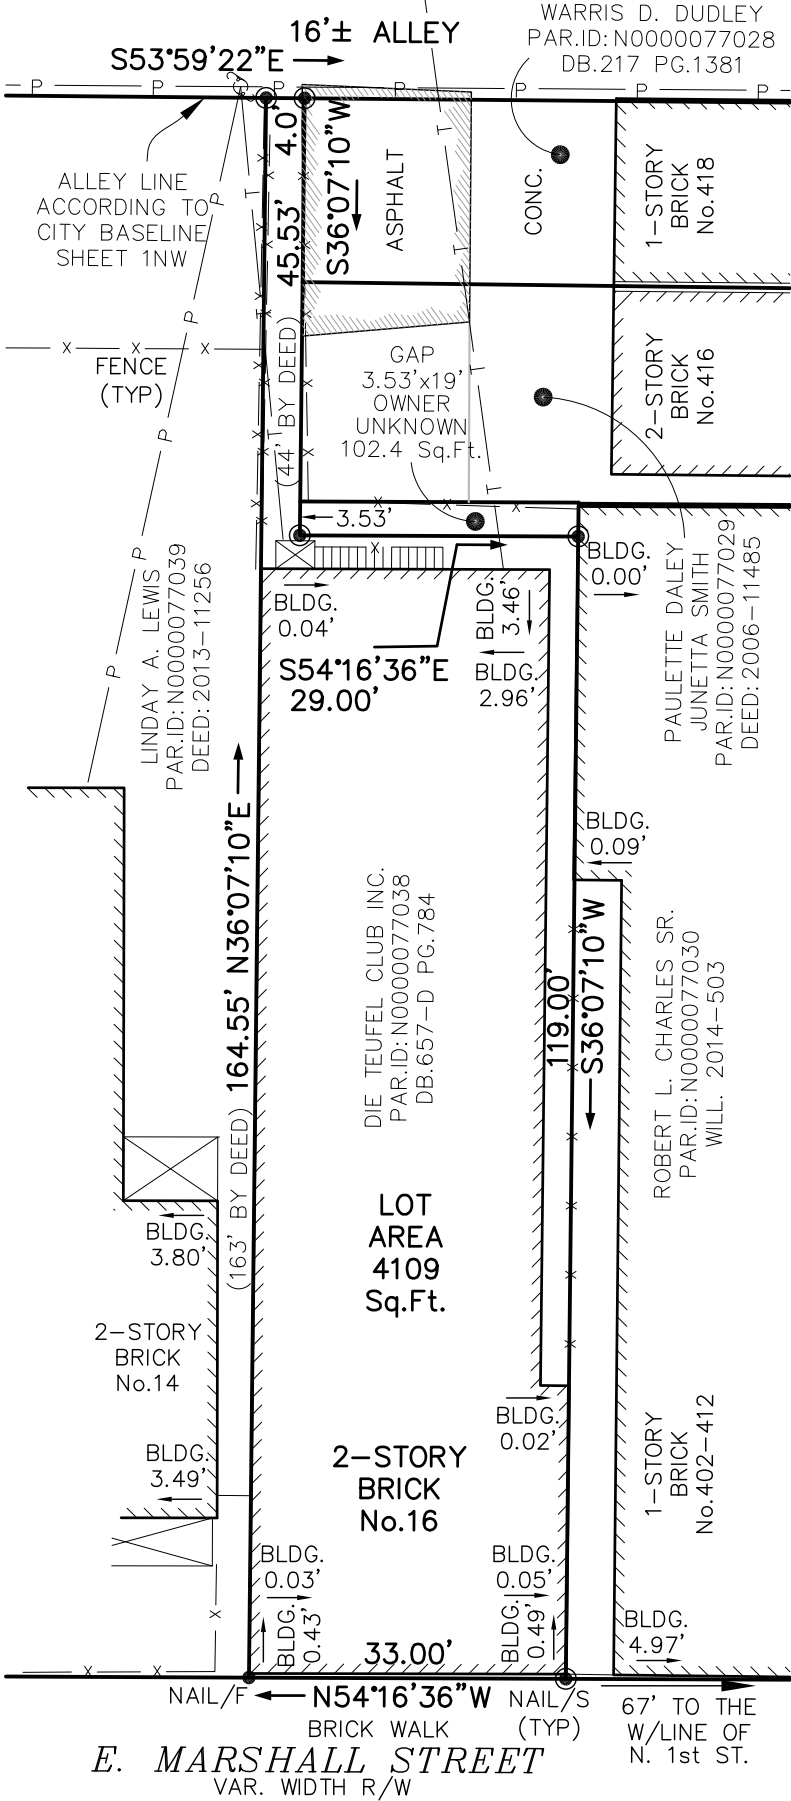 WARRIS D. DUDLEY
PAR.ID: N0000077028
DB.217 PG.1381
16'± ALLEY
S53°59'22"E
P
P
P
P
P
P
P
ALLEY LINE
ACCORDING TO
CITY BASELINE
SHEET 1NW
4.0'
45.53'
S36°07'10"W
(44' BY DEED)
ASPHALT
CONC.
1-STORY
BRICK
No.418
2-STORY
BRICK
No.416
FENCE
(TYP)
GAP
3.53'x19'
OWNER
UNKNOWN
102.4 Sq.Ft.
3.53'
BLDG.
0.04'
BLDG.
3.46'
BLDG.
2.96'
BLDG.
0.00'
S54°16'36"E
29.00'
LINDAY A. LEWIS
PAR.ID: N0000077039
DEED: 2013-11256
PAULETTE DALEY
JUNETTA SMITH
PAR.ID: N0000077029
DEED: 2006-11485
BLDG.
0.09'
164.55' N36°07'10"E
(163' BY DEED)
DIE TEUFEL CLUB INC.
PAR.ID: N0000077038
DB.657-D PG.784
119.00'
S36°07'10"W
ROBERT L. CHARLES SR.
PAR.ID: N0000077030
WILL. 2014-503
LOT
AREA
4109
Sq.Ft.
BLDG.
3.80'
2-STORY
BRICK
No.14
BLDG.
3.49'
BLDG.
0.02'
2-STORY
BRICK
No.16
1-STORY
BRICK
No.402-412
BLDG.
0.03'
BLDG.
0.43'
BLDG.
0.05'
BLDG.
0.49'
BLDG.
4.97'
33.00'
NAIL/F
N54°16'36"W
NAIL/S
(TYP)
67' TO THE
W/LINE OF
N. 1st ST.
BRICK WALK
E. MARSHALL STREET
VAR. WIDTH R/W